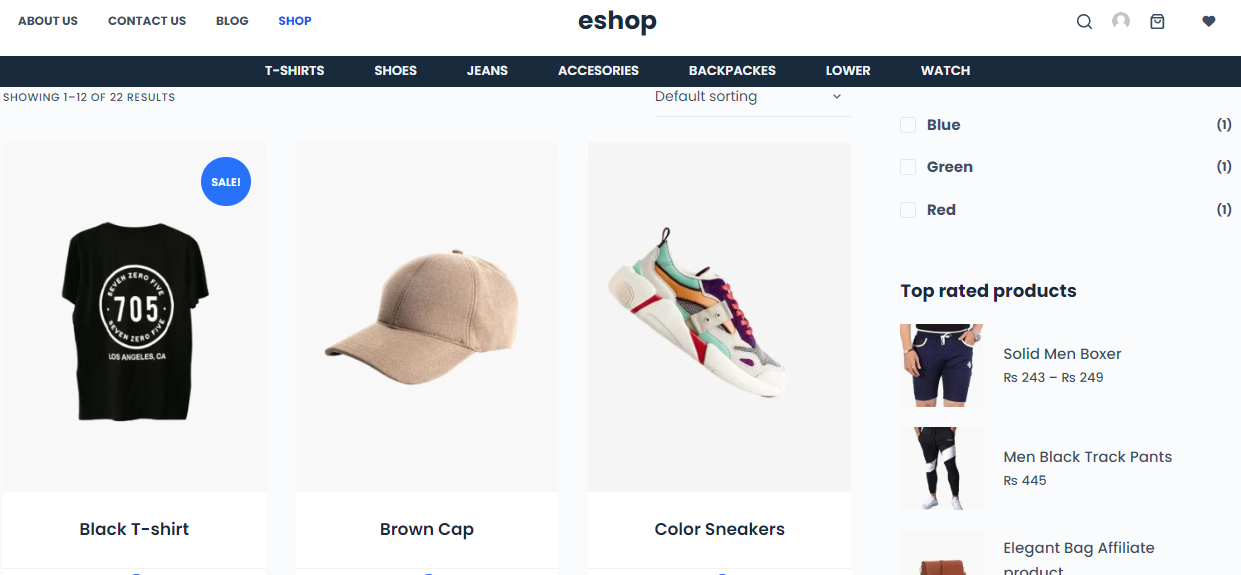 ABOUT US CONTACT US BLOG SHOP eshop
T-SHIRTS SHOES JEANS ACCESORIES BACKPACKES LOWER WATCH
SHOWING 1–12 OF 22 RESULTS Default sorting
Blue (1)
Green (1)
Red (1)
SALE!
SEVEN ZERO FIVE
705
SEVEN ZERO FIVE
LOS ANGELES, CA
Black T-shirt
Brown Cap
Color Sneakers
Top rated products
Solid Men Boxer
₨ 243 – ₨ 249
Men Black Track Pants
₨ 445
Elegant Bag Affiliate
product